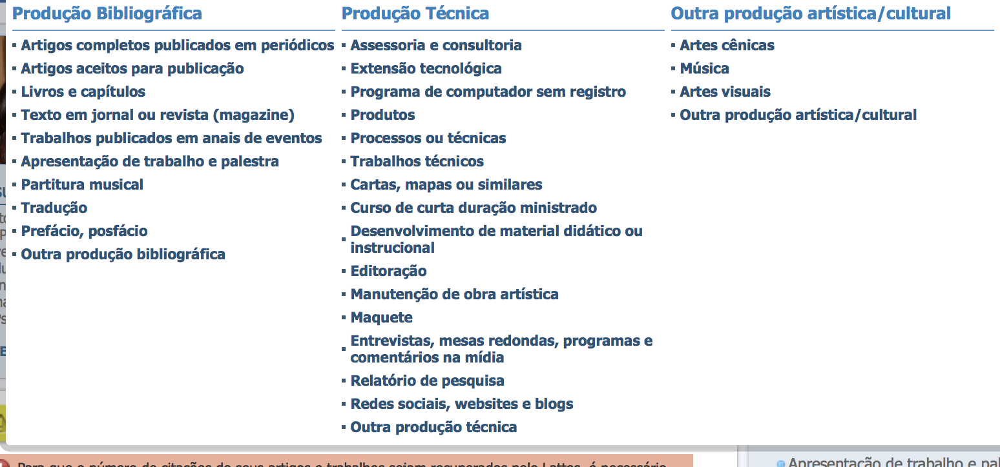 Produção Bibliográfica
Artigos completos publicados em periódicos
Artigos aceitos para publicação
Livros e capítulos
Texto em jornal ou revista (magazine)
Trabalhos publicados em anais de eventos
Apresentação de trabalho e palestra
Partitura musical
Tradução
Prefácio, posfácio
Outra produção bibliográfica
Produção Técnica
Assessoria e consultoria
Extensão tecnológica
Programa de computador sem registro
Produtos
Processos ou técnicas
Trabalhos técnicos
Cartas, mapas ou similares
Curso de curta duração ministrado
Desenvolvimento de material didático ou
instrucional
Editoração
Manutenção de obra artística
Maquete
Entrevistas, mesas redondas, programas e
comentários na mídia
Relatório de pesquisa
Redes sociais, websites e blogs
Outra produção técnica
Outra produção artística/cultural
Artes cênicas
Música
Artes visuais
Outra produção artística/cultural
Para que o número de citações de seus artigos e trabalhos sejam recuperados pelo Lattes, é necessário
Apresentação de trabalho e pal